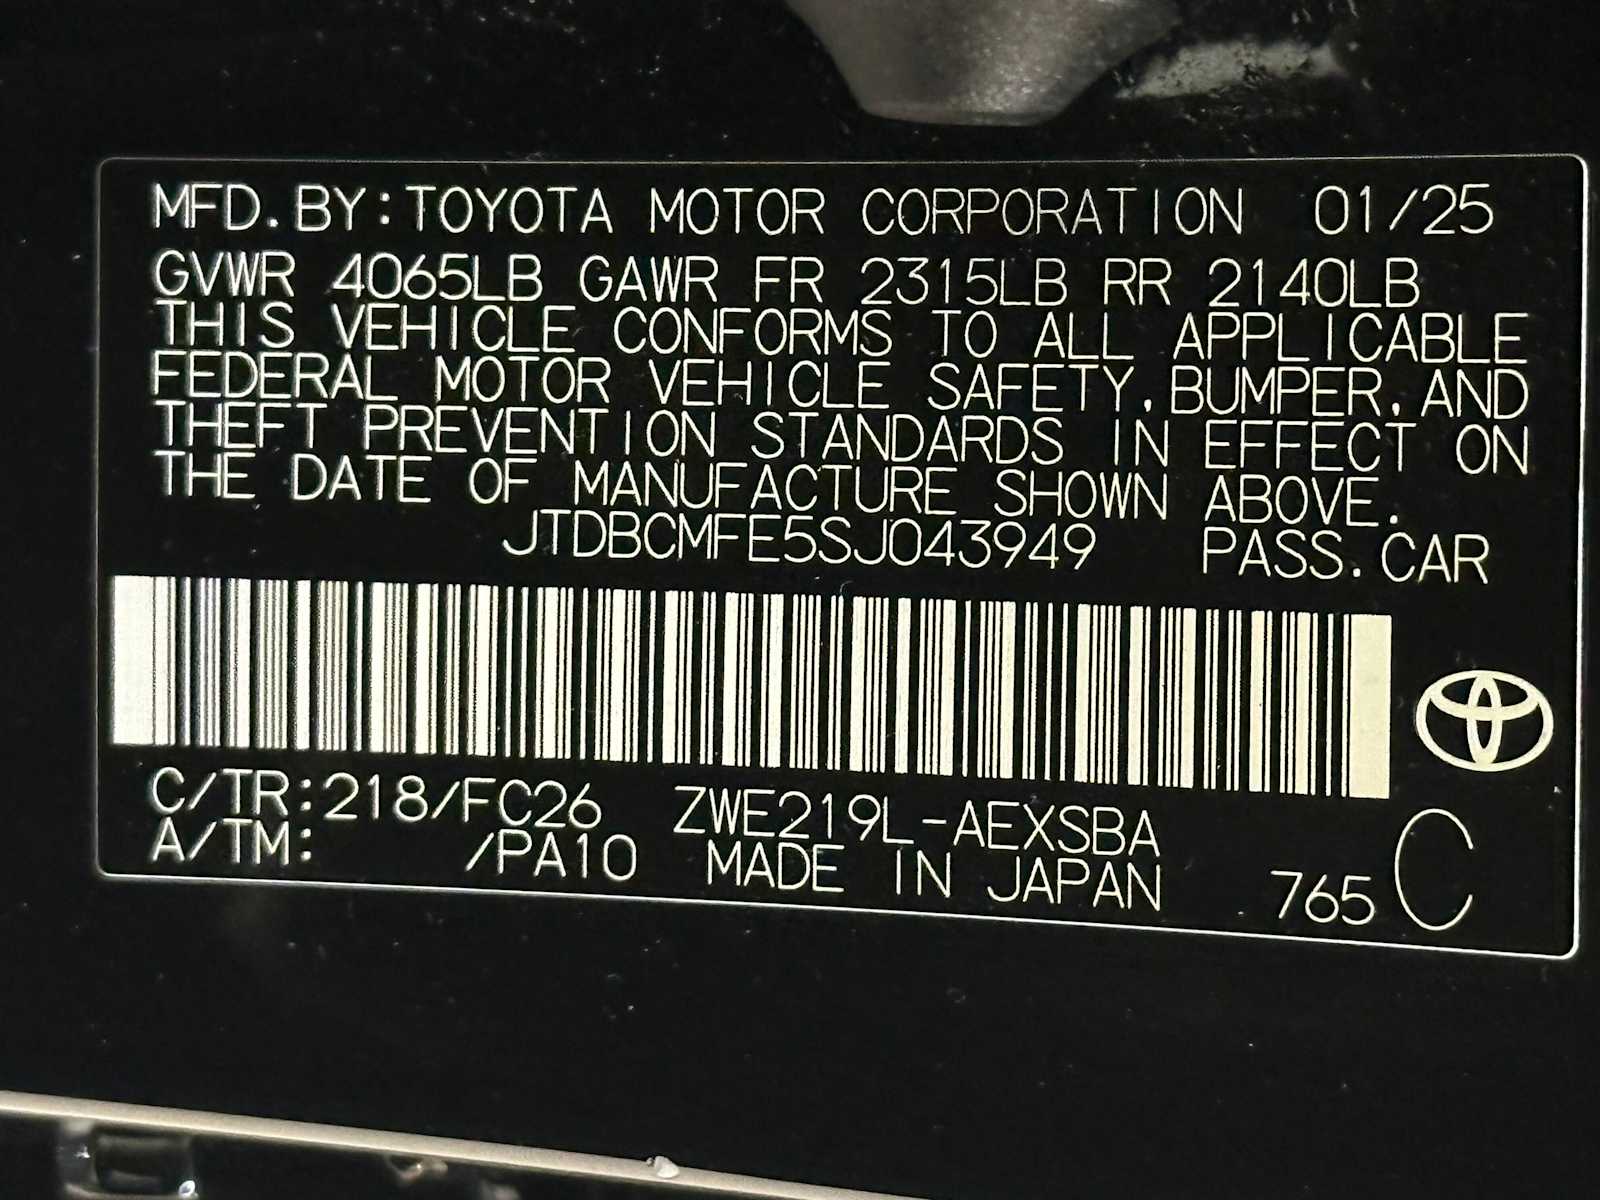 MFD. BY: TOYOTA MOTOR CORPORATION 01/25
GVWR 4065LB GAWR FR 2315LB RR 2140LB
THIS VEHICLE CONFORMS TO ALL APPLICABLE
FEDERAL MOTOR VEHICLE SAFETY, BUMPER, AND
THEFT PREVENTION STANDARDS IN EFFECT ON
THE DATE OF MANUFACTURE SHOWN ABOVE.
JTDBCMFE5SJ043949 PASS. CAR
C/TR: 218/FC26 ZWE219L-AEXSBA
A/TM: /PA10 MADE IN JAPAN 765 C